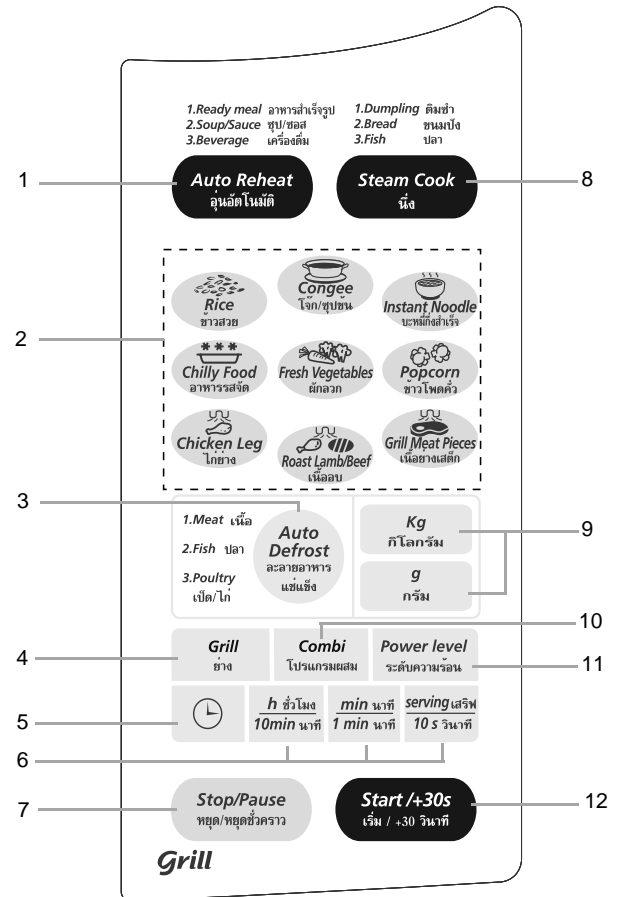 1.Ready meal อาหารสำเร็จรูป
2.Soup/Sauce ซุป/ซอส
3.Beverage เครื่องดื่ม
1.Dumpling ติ่มซำ
2.Bread ขนมปัง
3.Fish ปลา
1
Auto Reheat
อุ่นอัตโนมัติ
Steam Cook
นึ่ง
8
2
Rice
ข้าวสวย
Congee
โจ๊ก/ซุปข้น
Instant Noodle
บะหมี่กึ่งสำเร็จ
Chilly Food
อาหารรสจัด
Fresh Vegetables
ผักลวก
Popcorn
ข้าวโพดคั่ว
Chicken Leg
ไก่ย่าง
Roast Lamb/Beef
เนื้ออบ
Grill Meat Pieces
เนื้อย่างเสต็ก
3
1.Meat เนื้อ
2.Fish ปลา
3.Poultry
เป็ด/ไก่
Auto
Defrost
ละลายอาหาร
แช่แข็ง
Kg
กิโลกรัม
g
กรัม
9
10
4
Grill
ย่าง
Combi
โปรแกรมผสม
Power level
ระดับความร้อน
11
5
h ชั่วโมง
10min นาที
min นาที
1 min นาที
serving เสริฟ
10 s วินาที
6
7
Stop/Pause
หยุด/หยุดชั่วคราว
Start/+30s
เริ่ม / +30 วินาที
12
Grill